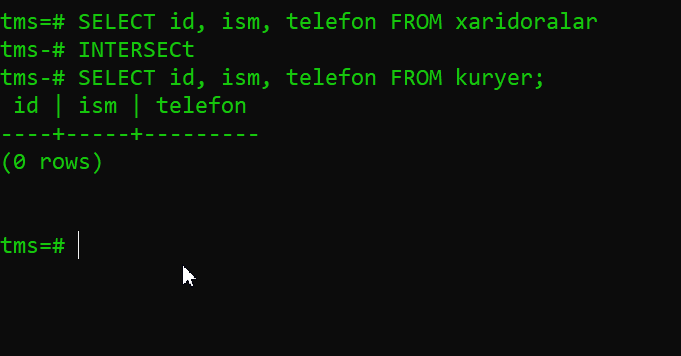 tms=# SELECT id, ism, telefon FROM xaridoralar
tms-# INTERSECt
tms-# SELECT id, ism, telefon FROM kuryer;
 id | ism | telefon
----+-----+---------
(0 rows)
tms=#